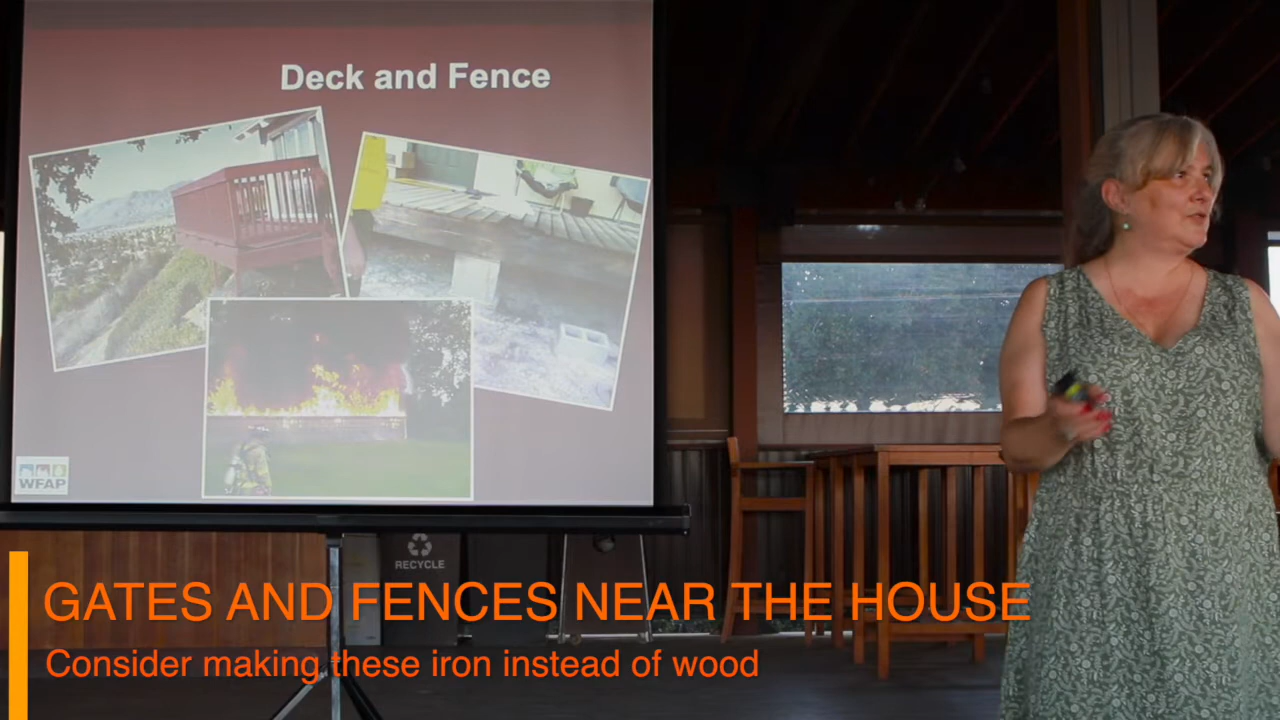 Deck and Fence
WFAP
RECYCLE
GATES AND FENCES NEAR THE HOUSE
Consider making these iron instead of wood